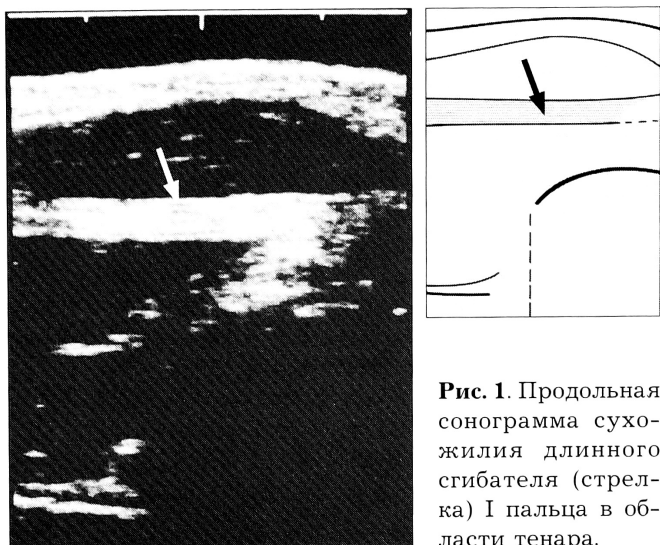 Рис. 1. Продольная
сонограмма сухо-
жилия длинного
сгибателя (стрел-
ка) I пальца в об-
ласти тенара.